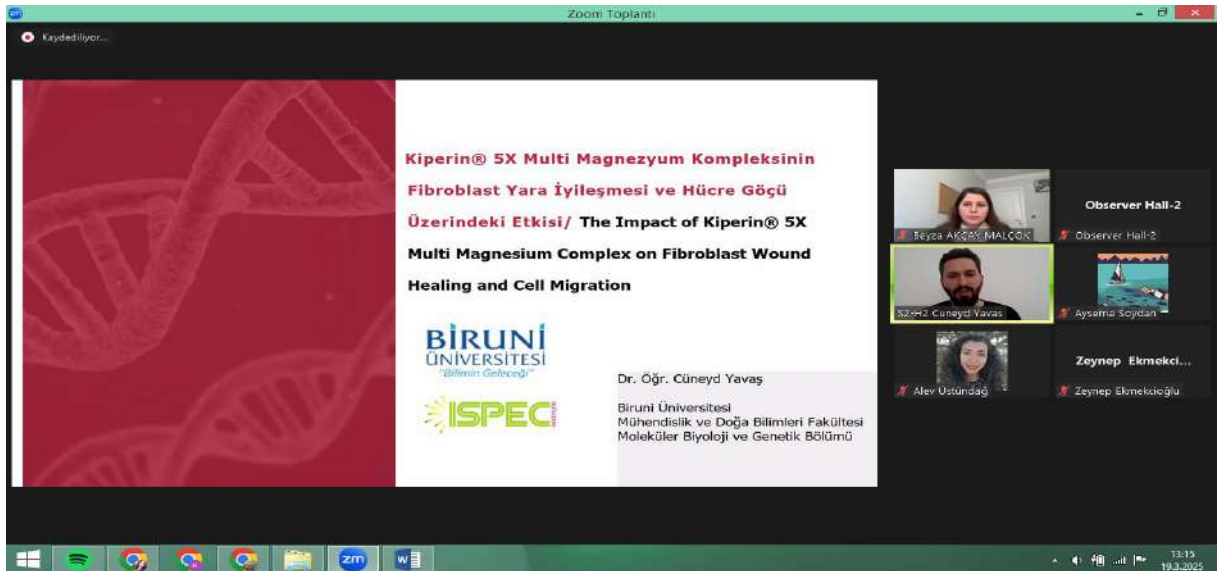 zm
Zoom Toplantı
Kaydediliyor...
Kiperin® 5X Multi Magnezyum Kompleksinin
Fibroblast Yara İyileşmesi ve Hücre Göçü
Üzerindeki Etkisi/ The Impact of Kiperin® 5X
Multi Magnesium Complex on Fibroblast Wound
Healing and Cell Migration
BİRUNİ
ÜNİVERSİTESİ
"Bilimin Geleceği"
ISPEC
Dr. Öğr. Cüneyd Yavaş
Biruni Üniversitesi
Mühendislik ve Doğa Bilimleri Fakültesi
Moleküler Biyoloji ve Genetik Bölümü
Beyza AKÇAY MALÇOK
Observer Hall-2
Observer Hall-2
S2-H2 Cuneyd Yavas
Aysema Soydan
Alev Üstündağ
Zeynep Ekmekci...
Zeynep Ekmekcioğlu
zm
W
13:15
19.3.2025